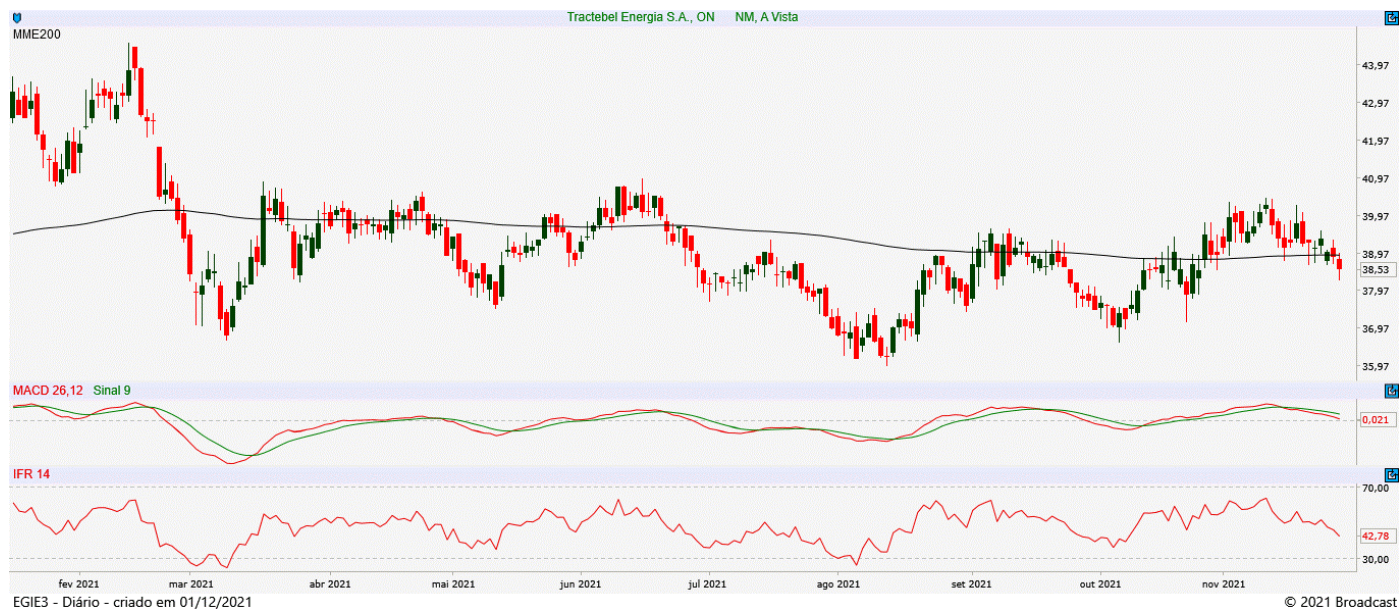 Tractebel Energia S.A., ON NM, A Vista
MME200
43,97
42,97
41,97
40,97
39,97
38,97
38,53
37,97
36,97
35,97
MACD 26,12 Sinal 9
0,021
IFR 14
70,00
42,78
30,00
fev 2021 mar 2021 abr 2021 mai 2021 jun 2021 jul 2021 ago 2021 set 2021 out 2021 nov 2021
EGIE3 - Diário - criado em 01/12/2021 © 2021 Broadcast